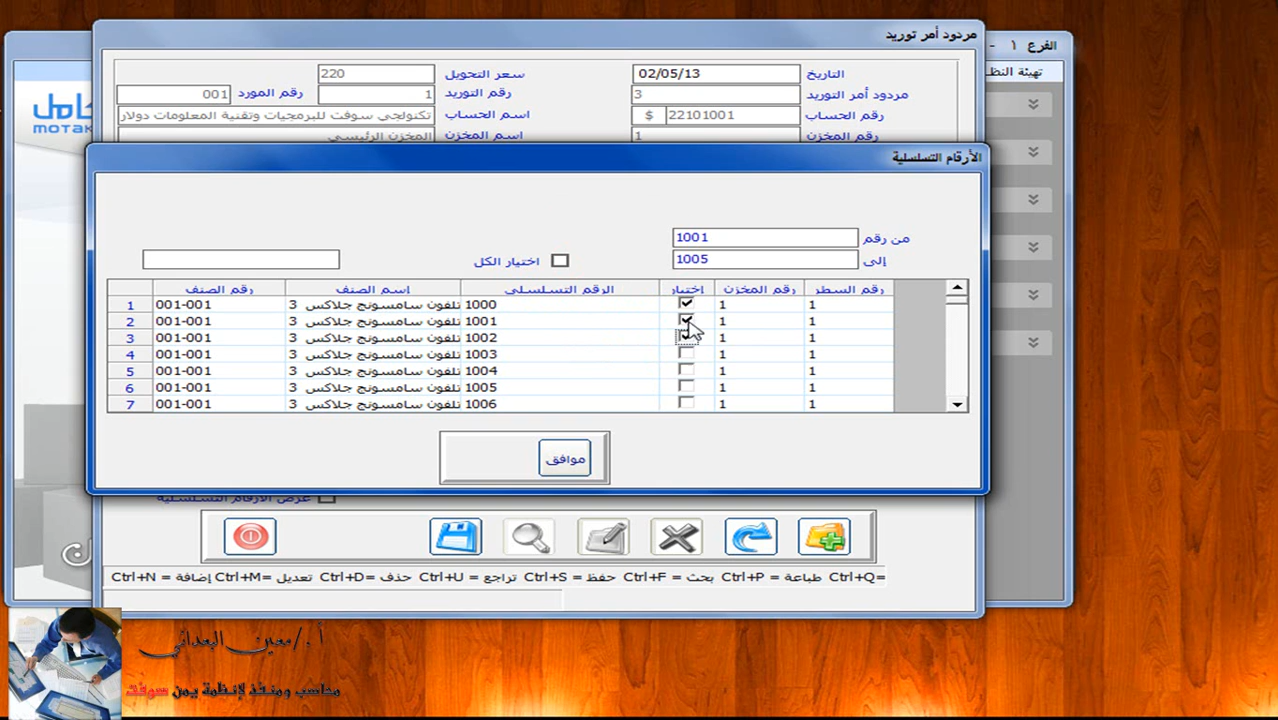 مردود أمر توريد
الفرع ١ -
تهيئة النظ
MOTAK
التاريخ 02/05/13 سعر التحويل 220
مردود أمر التوريد 3 رقم التوريد 1 رقم المورد 001
رقم الحساب 22101001 $ اسم الحساب تكنولجي سوفت للبرمجيات وتقنية المعلومات دولار
رقم المخزن 1 اسم المخزن المخزن الرئيسي
الأرقام التسلسلية
من رقم 1001
إلى 1005 اختيار الكل
رقم السطر رقم المخزن إختيار الرقم التسلسلي إسم الصنف رقم الصنف
1 001-001 تلفون سامسونج جلاكس 3 1000 1 1
2 001-001 تلفون سامسونج جلاكس 3 1001 1 1
3 001-001 تلفون سامسونج جلاكس 3 1002 1 1
4 001-001 تلفون سامسونج جلاكس 3 1003 1 1
5 001-001 تلفون سامسونج جلاكس 3 1004 1 1
6 001-001 تلفون سامسونج جلاكس 3 1005 1 1
7 001-001 تلفون سامسونج جلاكس 3 1006 1 1
موافق
عرض الأرقام التسلسلية
Ctrl+N = إضافة Ctrl+M= تعديل Ctrl+D= حذف Ctrl+U = تراجع Ctrl+S = حفظ Ctrl+F = بحث Ctrl+P = طباعة Ctrl+Q=
أ./معين البعداني
محاسب ومنفذ لإنظمة يمن سوفت